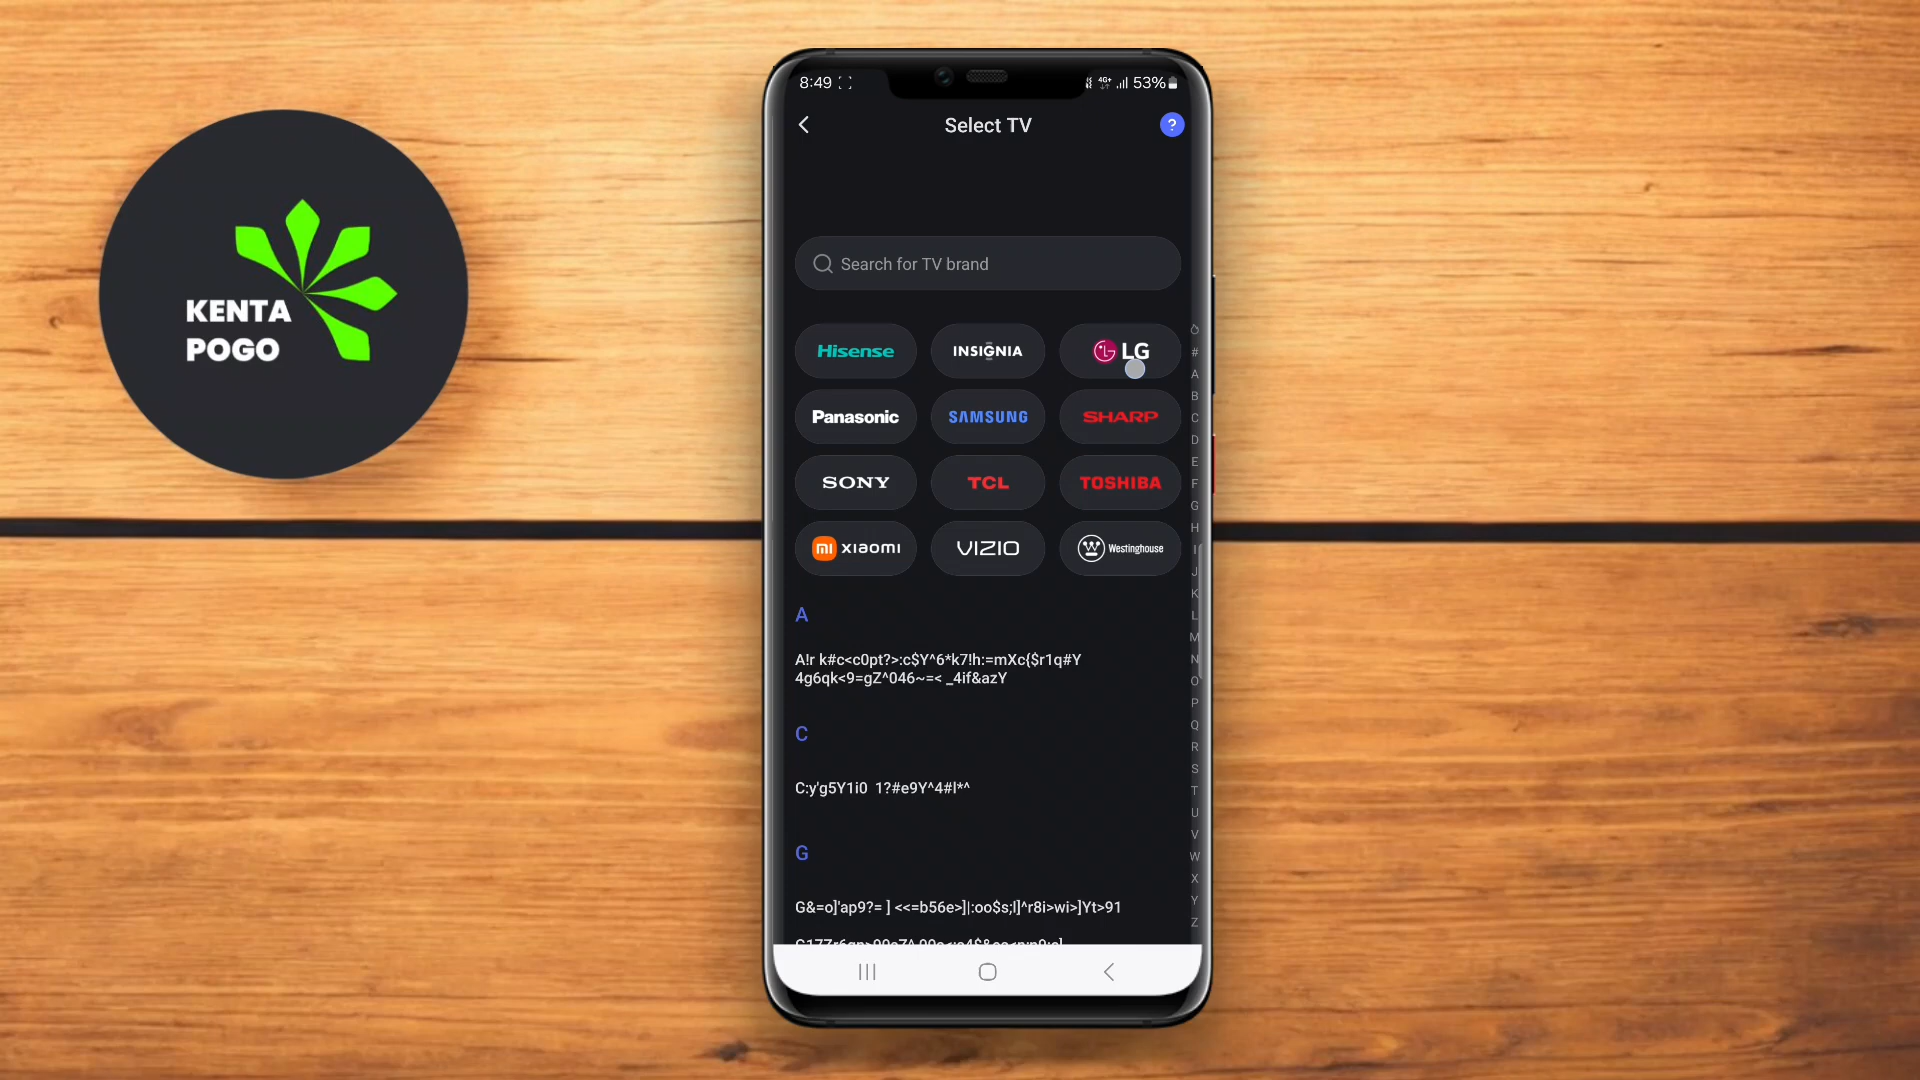 KENTA
POGO
8:49
4G+
53%
Select TV
?
Search for TV brand
Hisense
INSIGNIA
LG
Panasonic
SAMSUNG
SHARP
SONY
TCL
TOSHIBA
mi xiaomi
VIZIO
Westinghouse
A
A!r k#c<c0pt?>:c$Y^6*k7!h:=mXc{$r1q#Y
4g6qk<9=gZ^046~=< _4if&azY
C
C:y'g5Y1i0 1?#e9Y^4#l*^
G
G&=o]'ap9?= ] <<=b56e>]|:oo$s;l]^r8i>wi>]Yt>91
#
A
B
C
D
E
F
G
H
I
J
K
L
M
N
O
P
Q
R
S
T
U
V
W
X
Y
Z